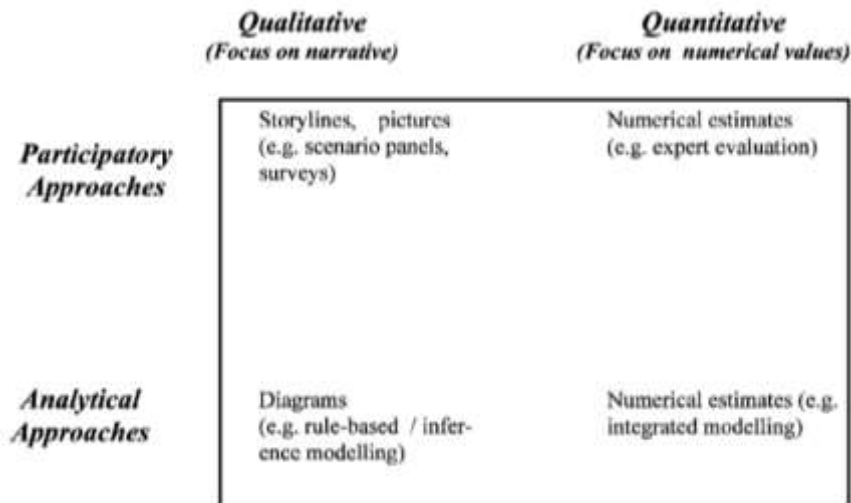 Qualitative
(Focus on narrative)
Quantitative
(Focus on numerical values)
Participatory
Approaches
Storylines, pictures
(e.g. scenario panels,
surveys)
Numerical estimates
(e.g. expert evaluation)
Analytical
Approaches
Diagrams
(e.g. rule-based / infer-
ence modelling)
Numerical estimates (e.g.
integrated modelling)